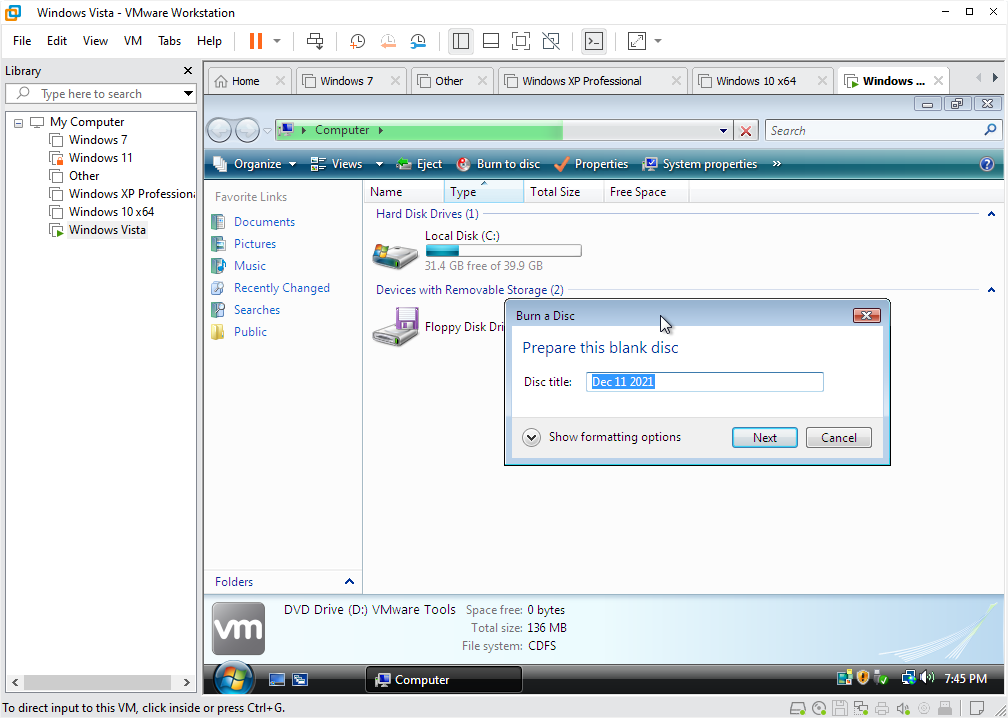 Windows Vista - VMware Workstation
File Edit View VM Tabs Help
Library
Type here to search
My Computer
Windows 7
Windows 11
Other
Windows XP Professiona
Windows 10 x64
Windows Vista
Home Windows 7 Other Windows XP Professional Windows 10 x64 Windows ...
Computer
Search
Organize Views Eject Burn to disc Properties System properties »
Favorite Links
Documents
Pictures
Music
Recently Changed
Searches
Public
Folders
Name Type Total Size Free Space
Hard Disk Drives (1)
Local Disk (C:)
31.4 GB free of 39.9 GB
Devices with Removable Storage (2)
Floppy Disk Dri
Burn a Disc
Prepare this blank disc
Disc title: Dec 11 2021
Show formatting options Next Cancel
vm
DVD Drive (D:) VMware Tools Space free: 0 bytes
Total size: 136 MB
File system: CDFS
Computer 7:45 PM
To direct input to this VM, click inside or press Ctrl+G.